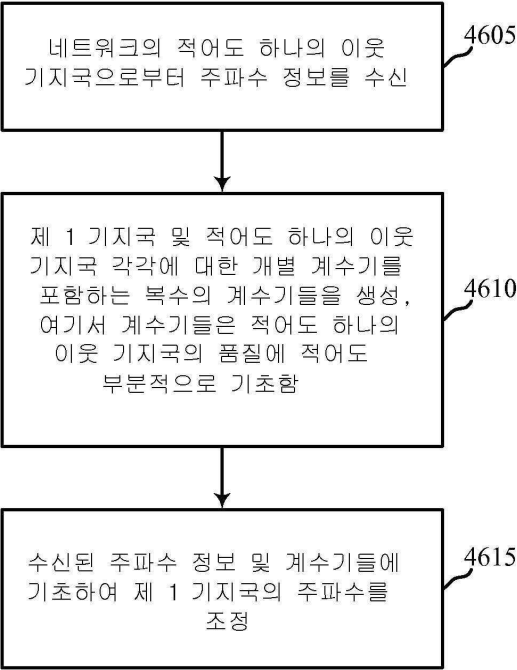 네트워크의 적어도 하나의 이웃
기지국으로부터 주파수 정보를 수신
4605
제 1 기지국 및 적어도 하나의 이웃
기지국 각각에 대한 개별 계수기를
포함하는 복수의 계수기들을 생성,
여기서 계수기들은 적어도 하나의
이웃 기지국의 품질에 적어도
부분적으로 기초함
4610
수신된 주파수 정보 및 계수기들에
기초하여 제 1 기지국의 주파수를
조정
4615